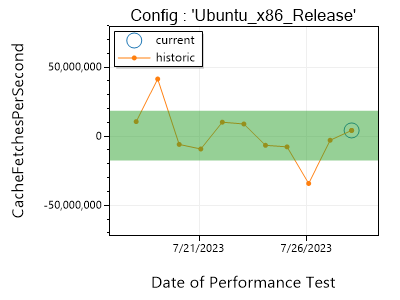 Config : 'Ubuntu_x86_Release'
current
historic
CacheFetchesPerSecond
50,000,000
0
-50,000,000
7/21/2023
7/26/2023
Date of Performance Test